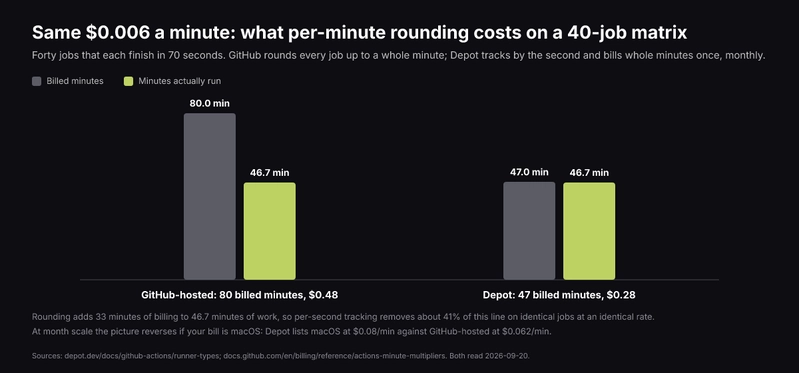 Same $0.006 a minute: what per-minute rounding costs on a 40-job matrix
Forty jobs that each finish in 70 seconds. GitHub rounds every job up to a whole minute; Depot tracks by the second and bills whole minutes once, monthly.
Billed minutes
Minutes actually run
80.0 min
46.7 min
47.0 min
46.7 min
GitHub-hosted: 80 billed minutes, $0.48
Depot: 47 billed minutes, $0.28
Rounding adds 33 minutes of billing to 46.7 minutes of work, so per-second tracking removes about 41% of this line on identical jobs at an identical rate.
At month scale the picture reverses if your bill is macOS: Depot lists macOS at $0.08/min against GitHub-hosted at $0.062/min.
Sources: depot.dev/docs/github-actions/runner-types; docs.github.com/en/billing/reference/actions-minute-multipliers. Both read 2026-09-20.